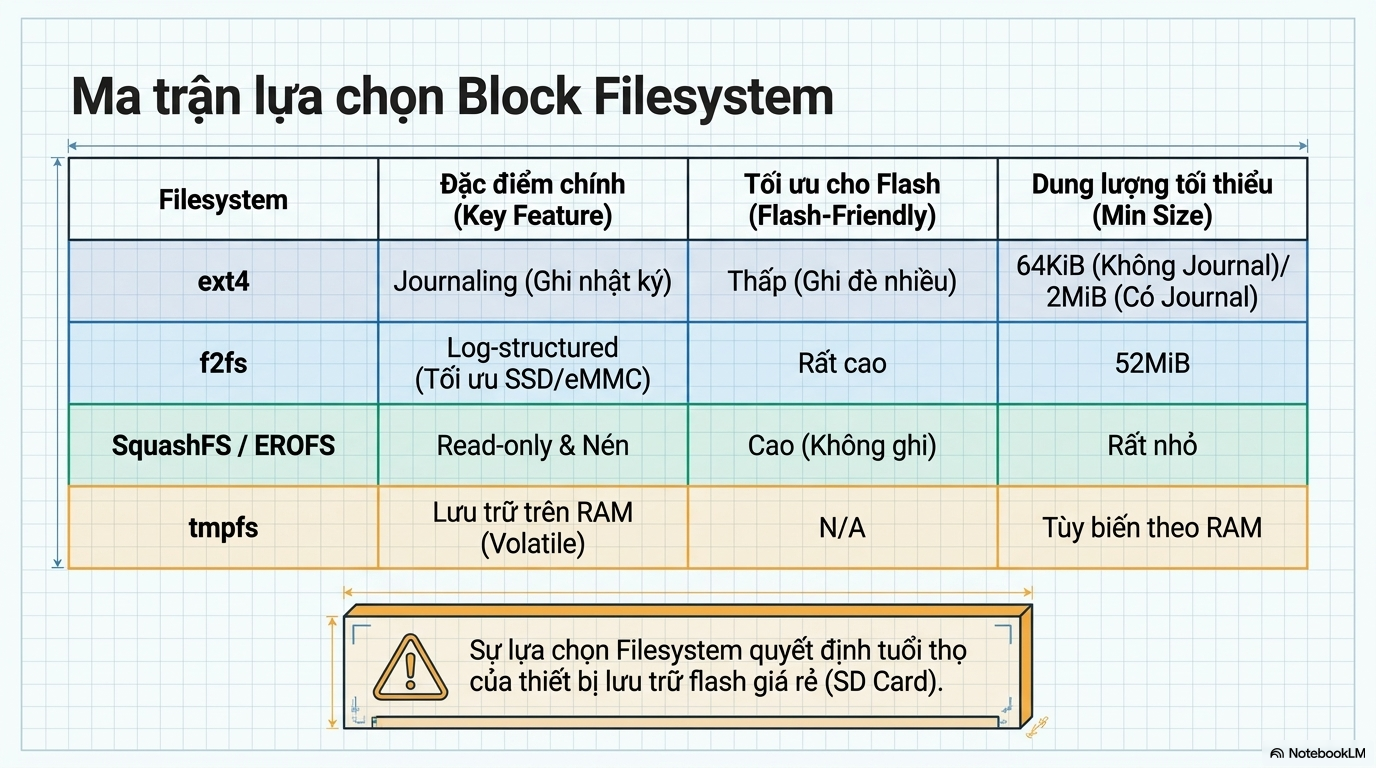 Ma trận lựa chọn Block Filesystem
Filesystem
Đặc điểm chính
(Key Feature)
Tối ưu cho Flash
(Flash-Friendly)
Dung lượng tối thiểu
(Min Size)
ext4
Journaling (Ghi nhật ký)
Thấp (Ghi đè nhiều)
64KiB (Không Journal)/
2MiB (Có Journal)
f2fs
Log-structured
(Tối ưu SSD/eMMC)
Rất cao
52MiB
SquashFS / EROFS
Read-only & Nén
Cao (Không ghi)
Rất nhỏ
tmpfs
Lưu trữ trên RAM
(Volatile)
N/A
Tùy biến theo RAM
Sự lựa chọn Filesystem quyết định tuổi thọ
của thiết bị lưu trữ flash giá rẻ (SD Card).
NotebookLM